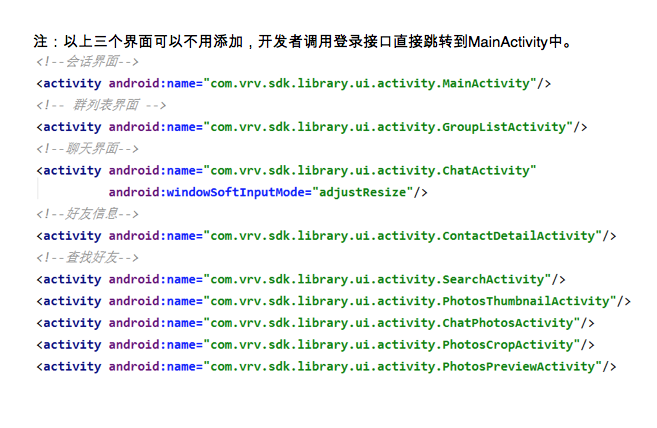 注：以上三个界面可以不用添加，开发者调用登录接口直接跳转到MainActivity中。
<!--会话界面-->
<activity android:name="com.vrv.sdk.library.ui.activity.MainActivity"/>
<!-- 群列表界面 -->
<activity android:name="com.vrv.sdk.library.ui.activity.GroupListActivity"/>
<!--聊天界面-->
<activity android:name="com.vrv.sdk.library.ui.activity.ChatActivity"
android:windowSoftInputMode="adjustResize"/>
<!--好友信息-->
<activity android:name="com.vrv.sdk.library.ui.activity.ContactDetailActivity"/>
<!--查找好友-->
<activity android:name="com.vrv.sdk.library.ui.activity.SearchActivity"/>
<activity android:name="com.vrv.sdk.library.ui.activity.PhotosThumbnailActivity"/>
<activity android:name="com.vrv.sdk.library.ui.activity.ChatPhotosActivity"/>
<activity android:name="com.vrv.sdk.library.ui.activity.PhotosCropActivity"/>
<activity android:name="com.vrv.sdk.library.ui.activity.PhotosPreviewActivity"/>